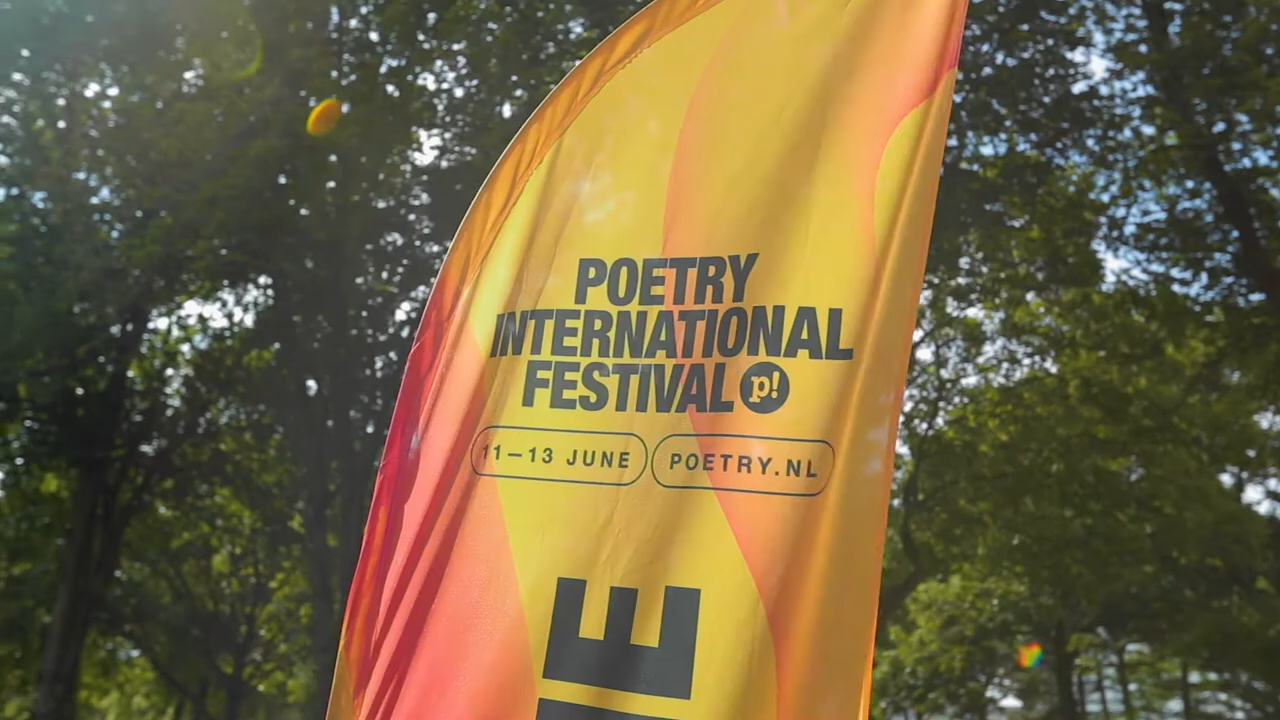 POETRY
INTERNATIONAL
FESTIVAL p!
11–13 JUNE POETRY.NL
E